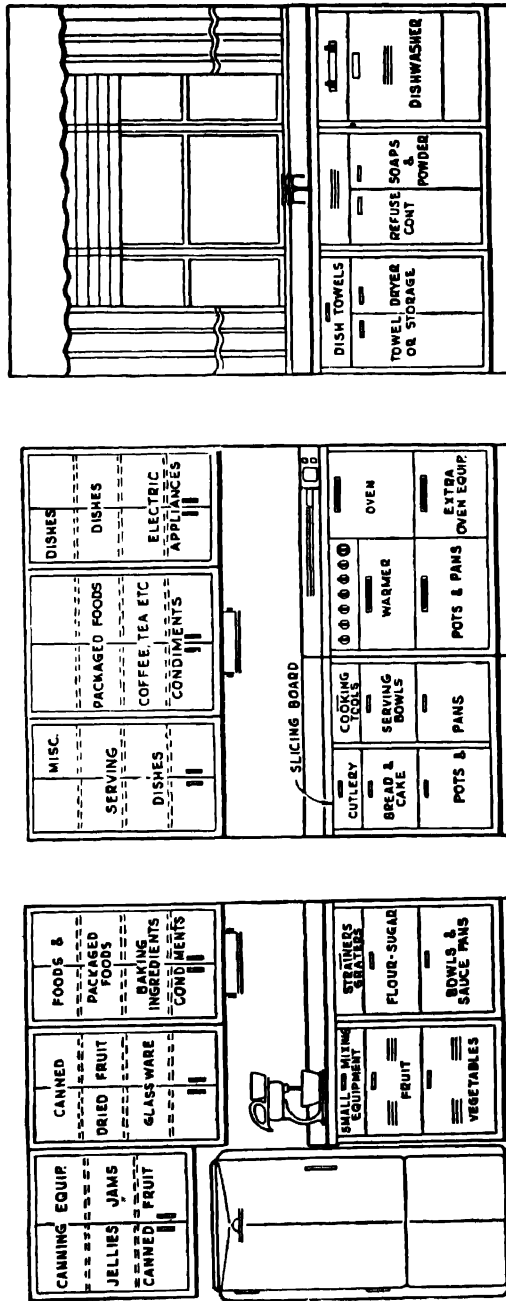 CANNING EQUIP.
JELLIES JAMS
CANNED FRUIT
CANNED
DRIED FRUIT
GLASSWARE
FOODS &
PACKAGED
FOODS
BAKING
INGREDIENTS
CONDIMENTS
SMALL MIXING
EQUIPMENT
FRUIT
VEGETABLES
STRAINERS
GRATERS
FLOUR-SUGAR
BOWLS &
SAUCE PANS
MISC.
SERVING
DISHES
PACKAGED FOODS
COFFEE, TEA ETC
CONDIMENTS
DISHES
DISHES
ELECTRIC
APPLIANCES
SLICING BOARD
CUTLERY
BREAD &
CAKE
POTS & PANS
COOKING
TOOLS
SERVING
BOWLS
WARMER
POTS & PANS
OVEN
EXTRA
OVEN EQUIP.
DISH TOWELS
TOWEL DRYER
OR STORAGE
REFUSE
CONT
SOAPS
&
POWDER
DISHWASHER